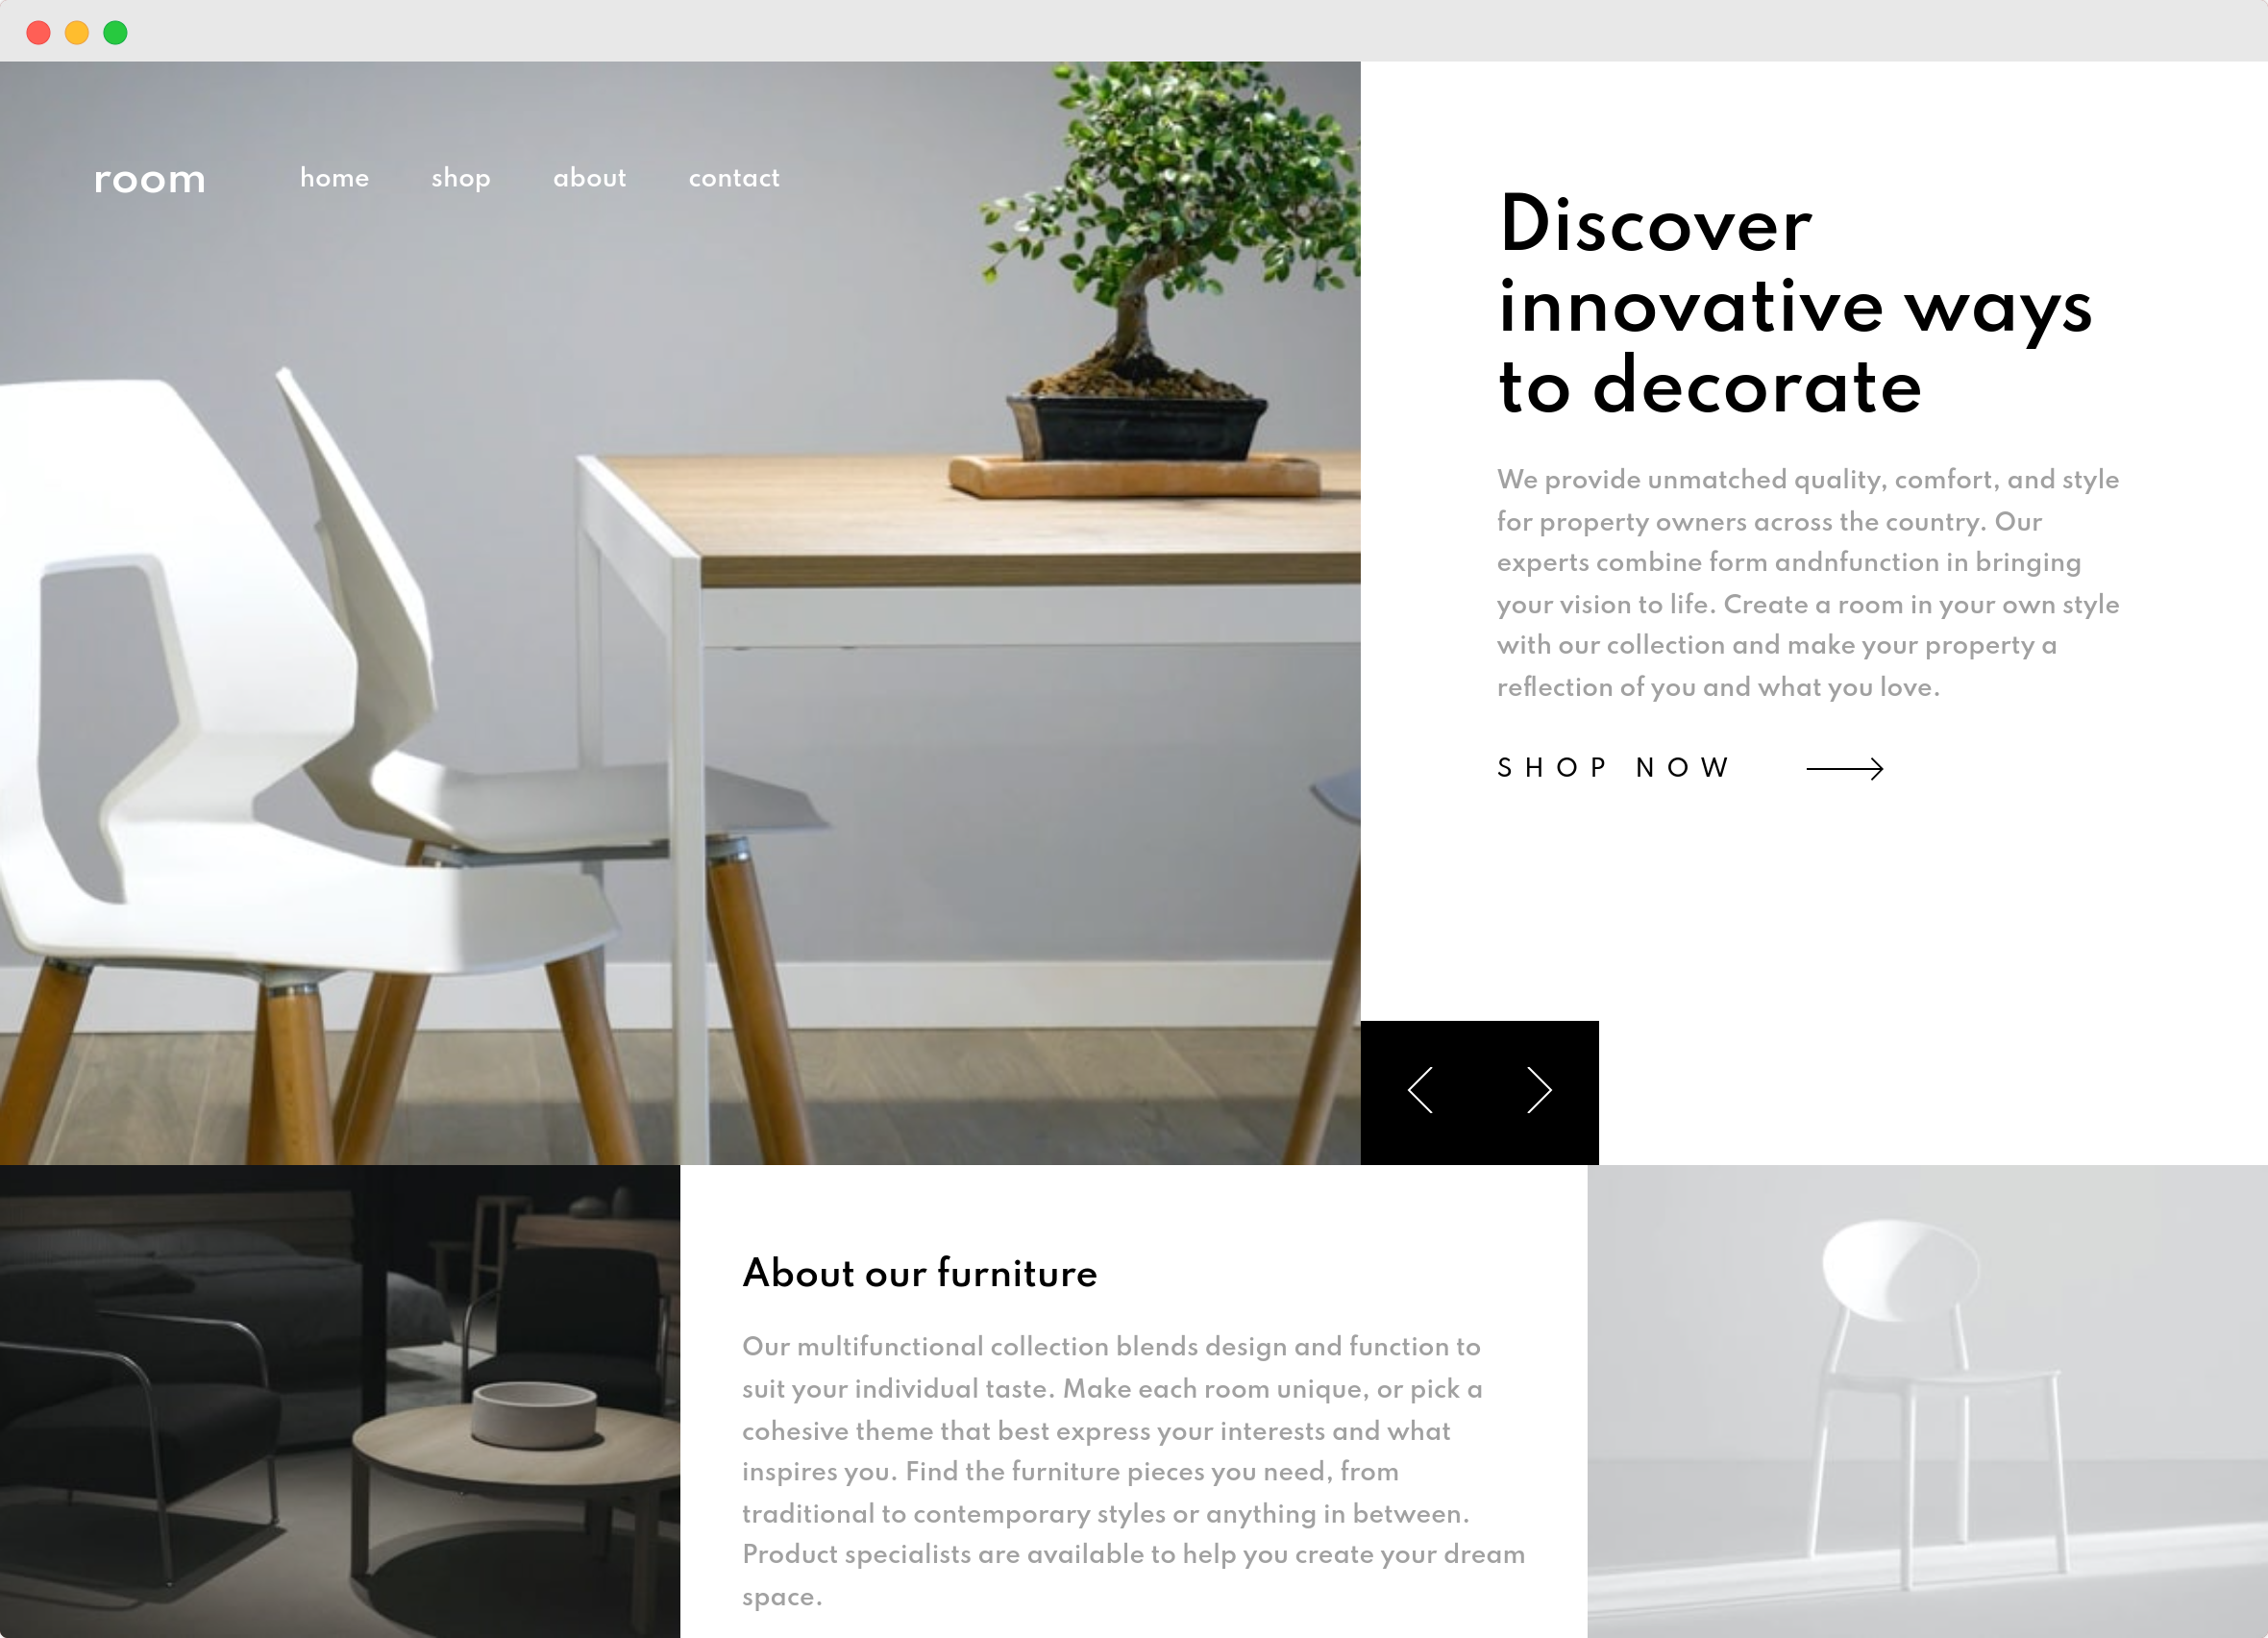 room
home shop about contact
Discover
innovative ways
to decorate
We provide unmatched quality, comfort, and style
for property owners across the country. Our
experts combine form andnfunction in bringing
your vision to life. Create a room in your own style
with our collection and make your property a
reflection of you and what you love.
SHOP NOW
About our furniture
Our multifunctional collection blends design and function to
suit your individual taste. Make each room unique, or pick a
cohesive theme that best express your interests and what
inspires you. Find the furniture pieces you need, from
traditional to contemporary styles or anything in between.
Product specialists are available to help you create your dream
space.